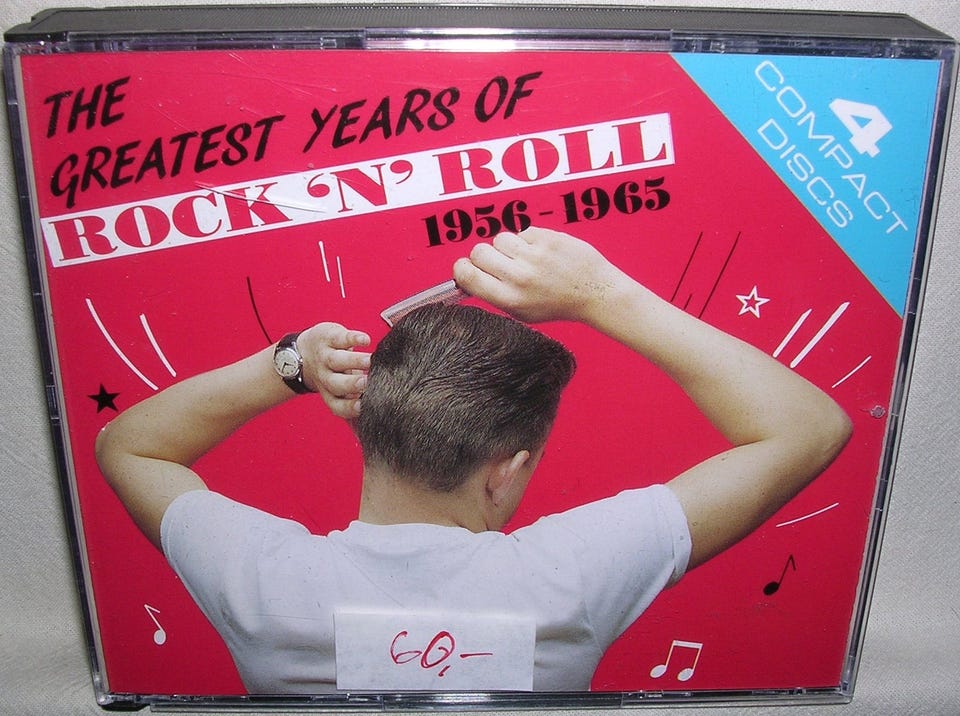 THE
GREATEST YEARS OF
ROCK 'N' ROLL
1956-1965
4
COMPACT
DISCS
60,-